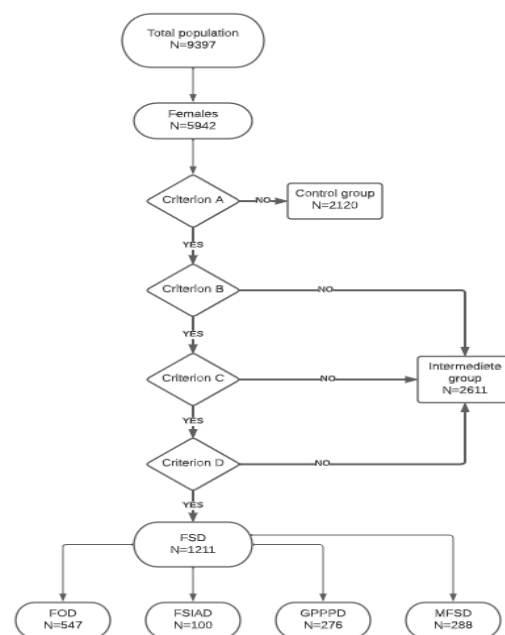 Total population
N=9397
Females
N=5942
Criterion A
NO
Control group
N=2120
YES
Criterion B
NO
YES
Criterion C
NO
Intermediete
group
N=2611
YES
Criterion D
NO
YES
FSD
N=1211
FOD
N=547
FSIAD
N=100
GPPPD
N=276
MFSD
N=288